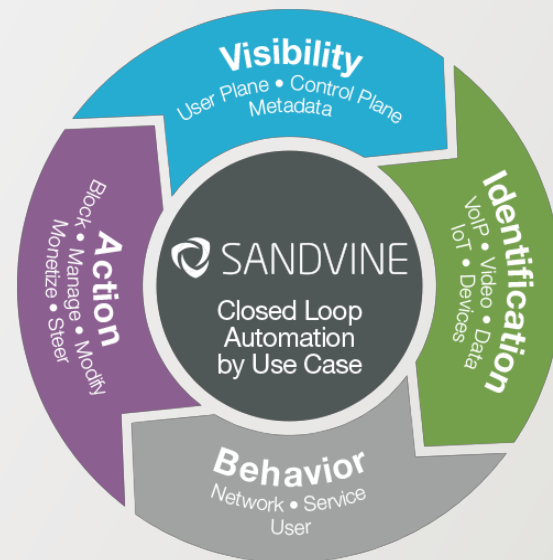 Visibility
User Plane • Control Plane
Metadata
Identification
VoIP • Video • Data
IoT • Devices
Behavior
Network • Service
User
Action
Block • Manage • Modify
Monetize • Steer
SANDVINE
Closed Loop
Automation
by Use Case